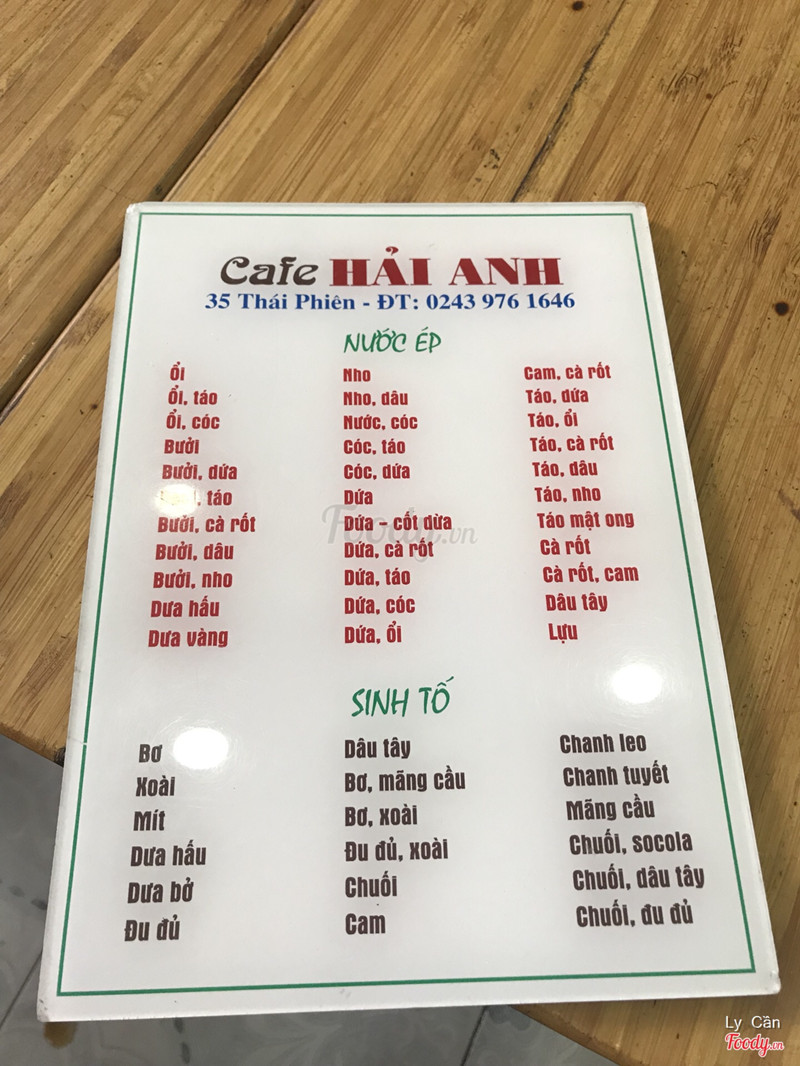 Cafe HẢI ANH
35 Thái Phiên - ĐT: 0243 976 1646
NƯỚC ÉP
Ổi
Ổi, táo
Ổi, cóc
Bưởi
Bưởi, dứa
, táo
Bưởi, cà rốt
Bưởi, dâu
Bưởi, nho
Dưa hấu
Dưa vàng
Nho
Nho, dâu
Nước, cóc
Cóc, táo
Cóc, dứa
Dứa
Dứa – cốt dừa
Dứa, cà rốt
Dứa, táo
Dứa, cóc
Dứa, ổi
Cam, cà rốt
Táo, dứa
Táo, ổi
Táo, cà rốt
Táo, dâu
Táo, nho
Táo mật ong
Cà rốt
Cà rốt, cam
Dâu tây
Lựu
SINH TỐ
Bơ
Xoài
Mít
Dưa hấu
Dưa bở
Đu đủ
Dâu tây
Bơ, mãng cầu
Bơ, xoài
Đu đủ, xoài
Chuối
Cam
Chanh leo
Chanh tuyết
Mãng cầu
Chuối, socola
Chuối, dâu tây
Chuối, đu đủ
Foody.vn
Ly Cần
Foody.vn